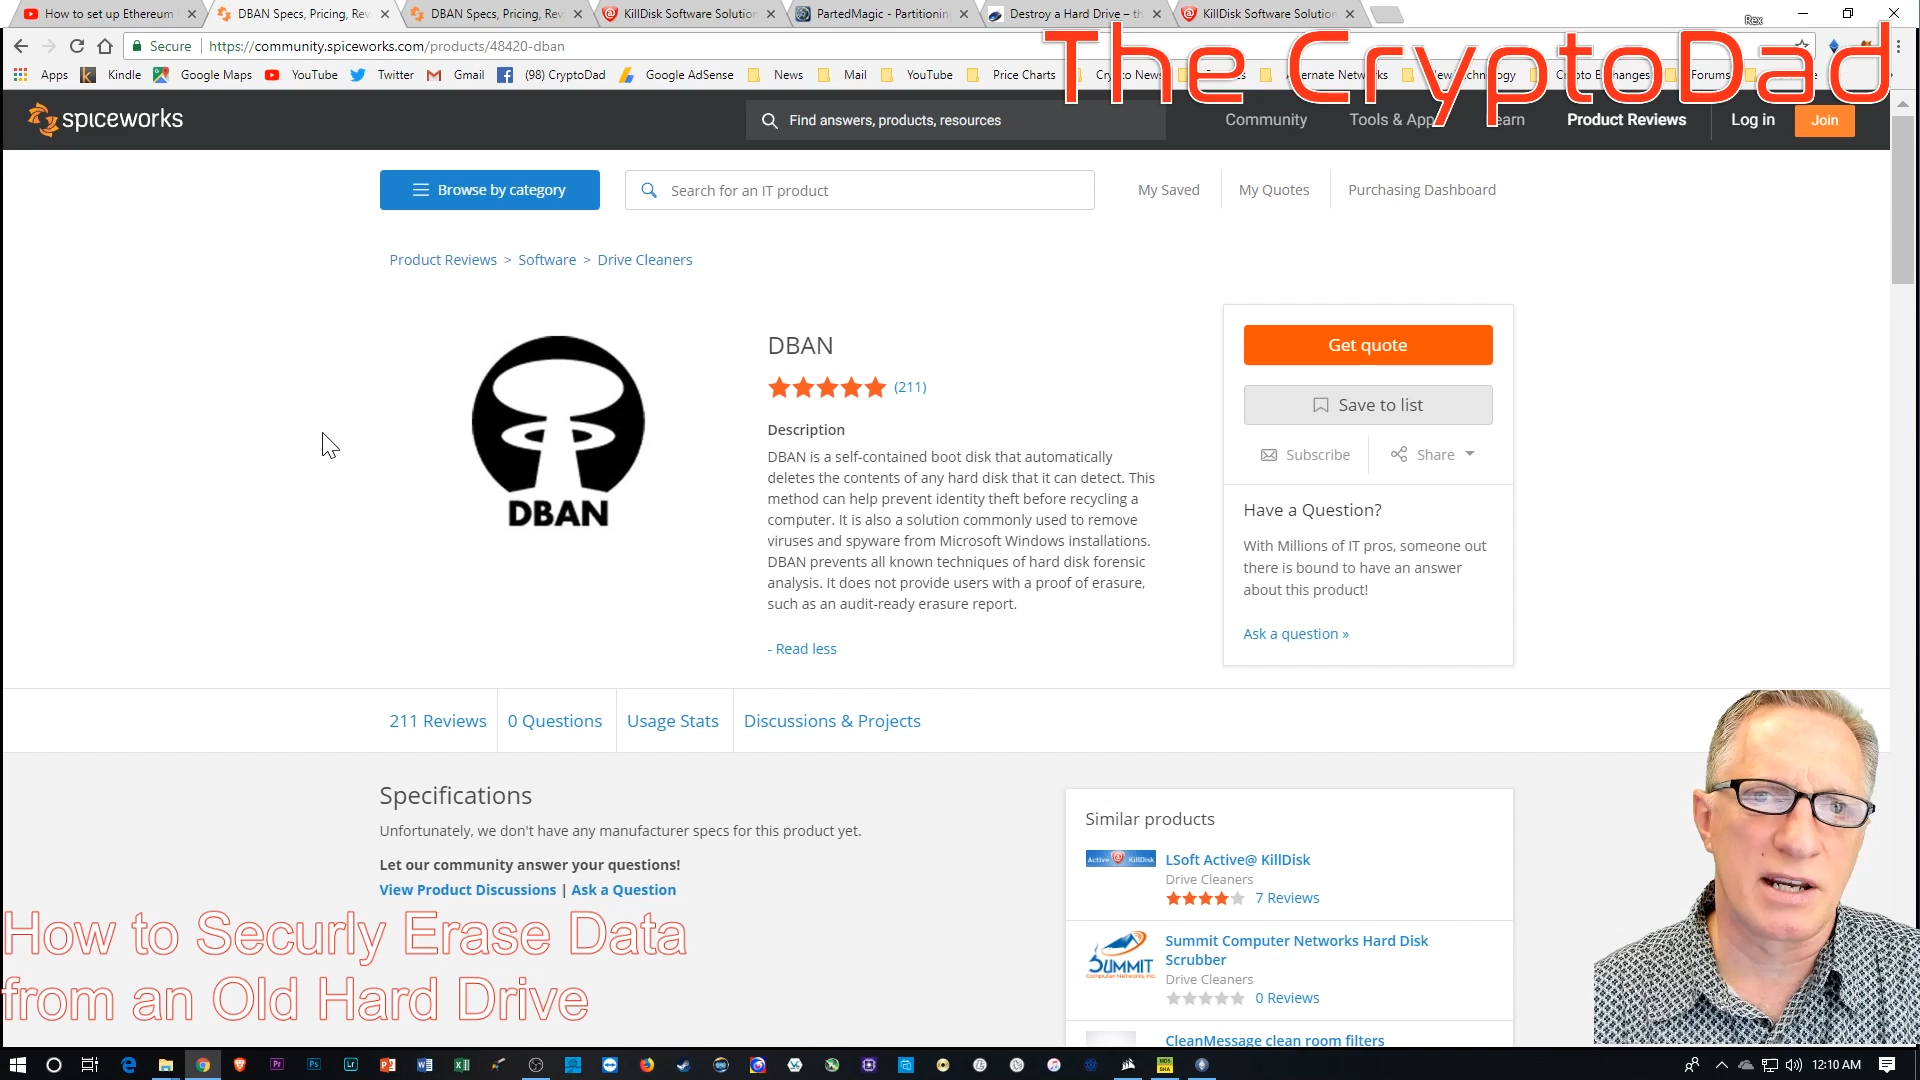 How to set up Ethereum
DBAN Specs, Pricing, Rev
DBAN Specs, Pricing, Rev
KillDisk Software Solution
PartedMagic - Partitionin
Destroy a Hard Drive – th
KillDisk Software Solution
Rex
Secure https://community.spiceworks.com/products/48420-dban
The CryptoDad
Apps Kindle Google Maps YouTube Twitter Gmail (98) CryptoDad Google AdSense News Mail YouTube Price Charts
spiceworks
Find answers, products, resources
Community Tools & App Product Reviews Log in Join
Browse by category
Search for an IT product
My Saved My Quotes Purchasing Dashboard
Product Reviews > Software > Drive Cleaners
DBAN
DBAN
(211)
Description
DBAN is a self-contained boot disk that automatically
deletes the contents of any hard disk that it can detect. This
method can help prevent identity theft before recycling a
computer. It is also a solution commonly used to remove
viruses and spyware from Microsoft Windows installations.
DBAN prevents all known techniques of hard disk forensic
analysis. It does not provide users with a proof of erasure,
such as an audit-ready erasure report.
- Read less
Get quote
Save to list
Subscribe Share
Have a Question?
With Millions of IT pros, someone out
there is bound to have an answer
about this product!
Ask a question »
211 Reviews 0 Questions Usage Stats Discussions & Projects
Specifications
Unfortunately, we don't have any manufacturer specs for this product yet.
Let our community answer your questions!
View Product Discussions | Ask a Question
Similar products
Active KillDisk
LSoft Active@ KillDisk
Drive Cleaners
7 Reviews
SUMMIT
Summit Computer Networks Hard Disk
Scrubber
Drive Cleaners
0 Reviews
CleanMessage clean room filters
How to Securly Erase Data
from an Old Hard Drive
12:10 AM